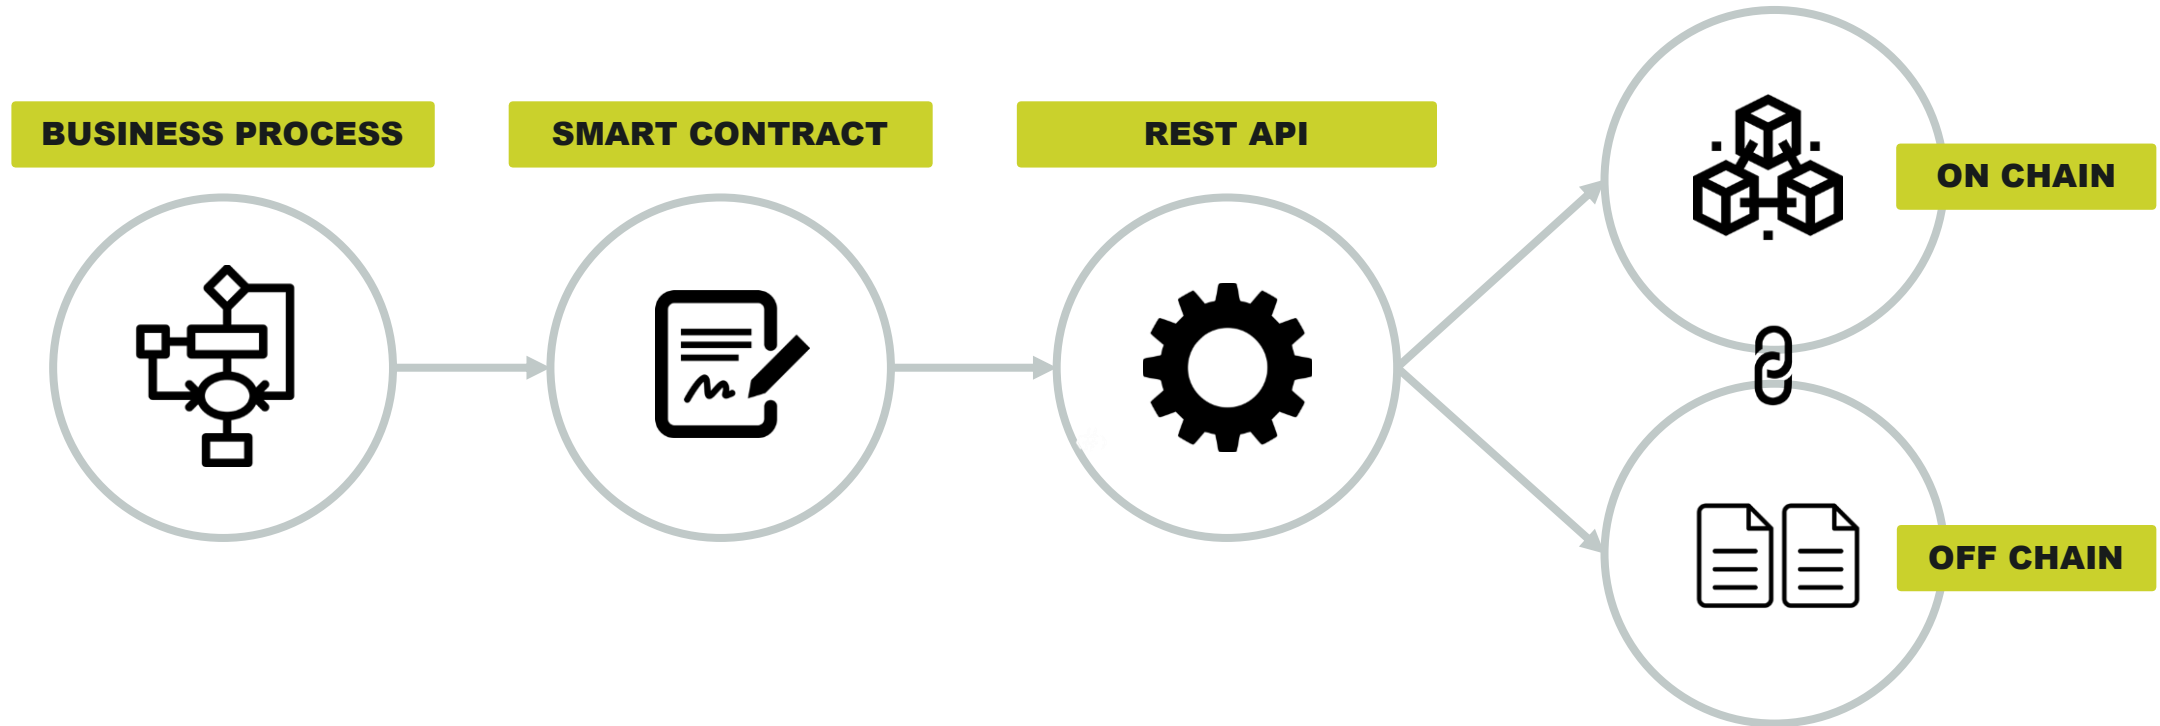 BUSINESS PROCESS
SMART CONTRACT
REST API
ON CHAIN
OFF CHAIN